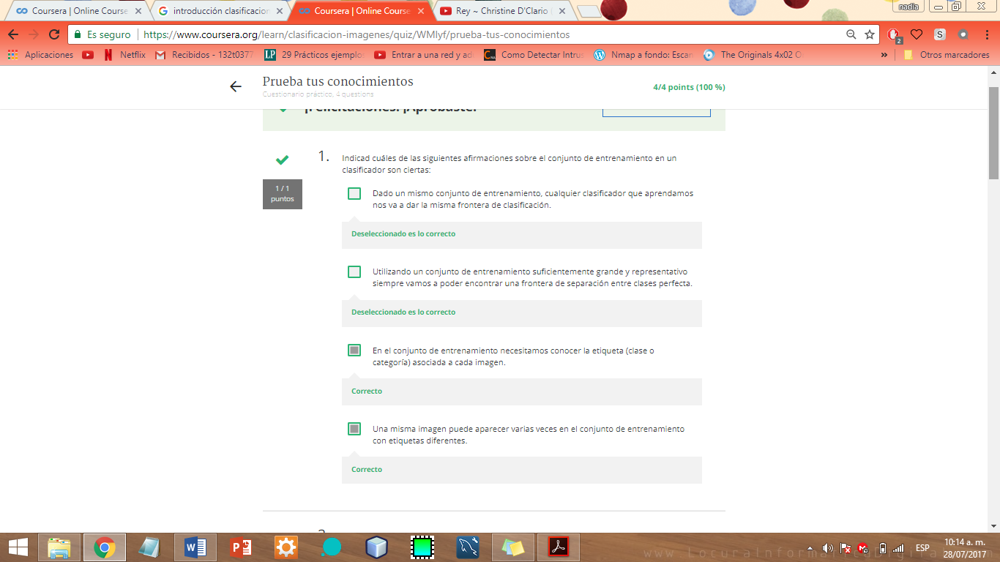 nadia
Coursera | Online Course
introducción clasificacion
Coursera | Online Course
Rey ~ Christine D'Clario
Es seguro
https://www.coursera.org/learn/clasificacion-imagenes/quiz/WMlyf/prueba-tus-conocimientos
2
S
Aplicaciones
Netflix
Recibidos - 132t0377
LP
29 Prácticos ejemplo
Entrar a una red y ad
Como Detectar Intrus
Nmap a fondo: Escan
The Originals 4x02 O
»
Otros marcadores
Prueba tus conocimientos
Cuestionario práctico, 4 questions
4/4 points (100 %)
¡Felicitaciones! ¡Aprobaste!
1.
Indicad cuáles de las siguientes afirmaciones sobre el conjunto de entrenamiento en un
clasificador son ciertas:
1 / 1
puntos
Dado un mismo conjunto de entrenamiento, cualquier clasificador que aprendamos
nos va a dar la misma frontera de clasificación.
Deseleccionado es lo correcto
Utilizando un conjunto de entrenamiento suficientemente grande y representativo
siempre vamos a poder encontrar una frontera de separación entre clases perfecta.
Deseleccionado es lo correcto
En el conjunto de entrenamiento necesitamos conocer la etiqueta (clase o
categoría) asociada a cada imagen.
Correcto
Una misma imagen puede aparecer varias veces en el conjunto de entrenamiento
con etiquetas diferentes.
Correcto
ESP
10:14 a. m.
28/07/2017